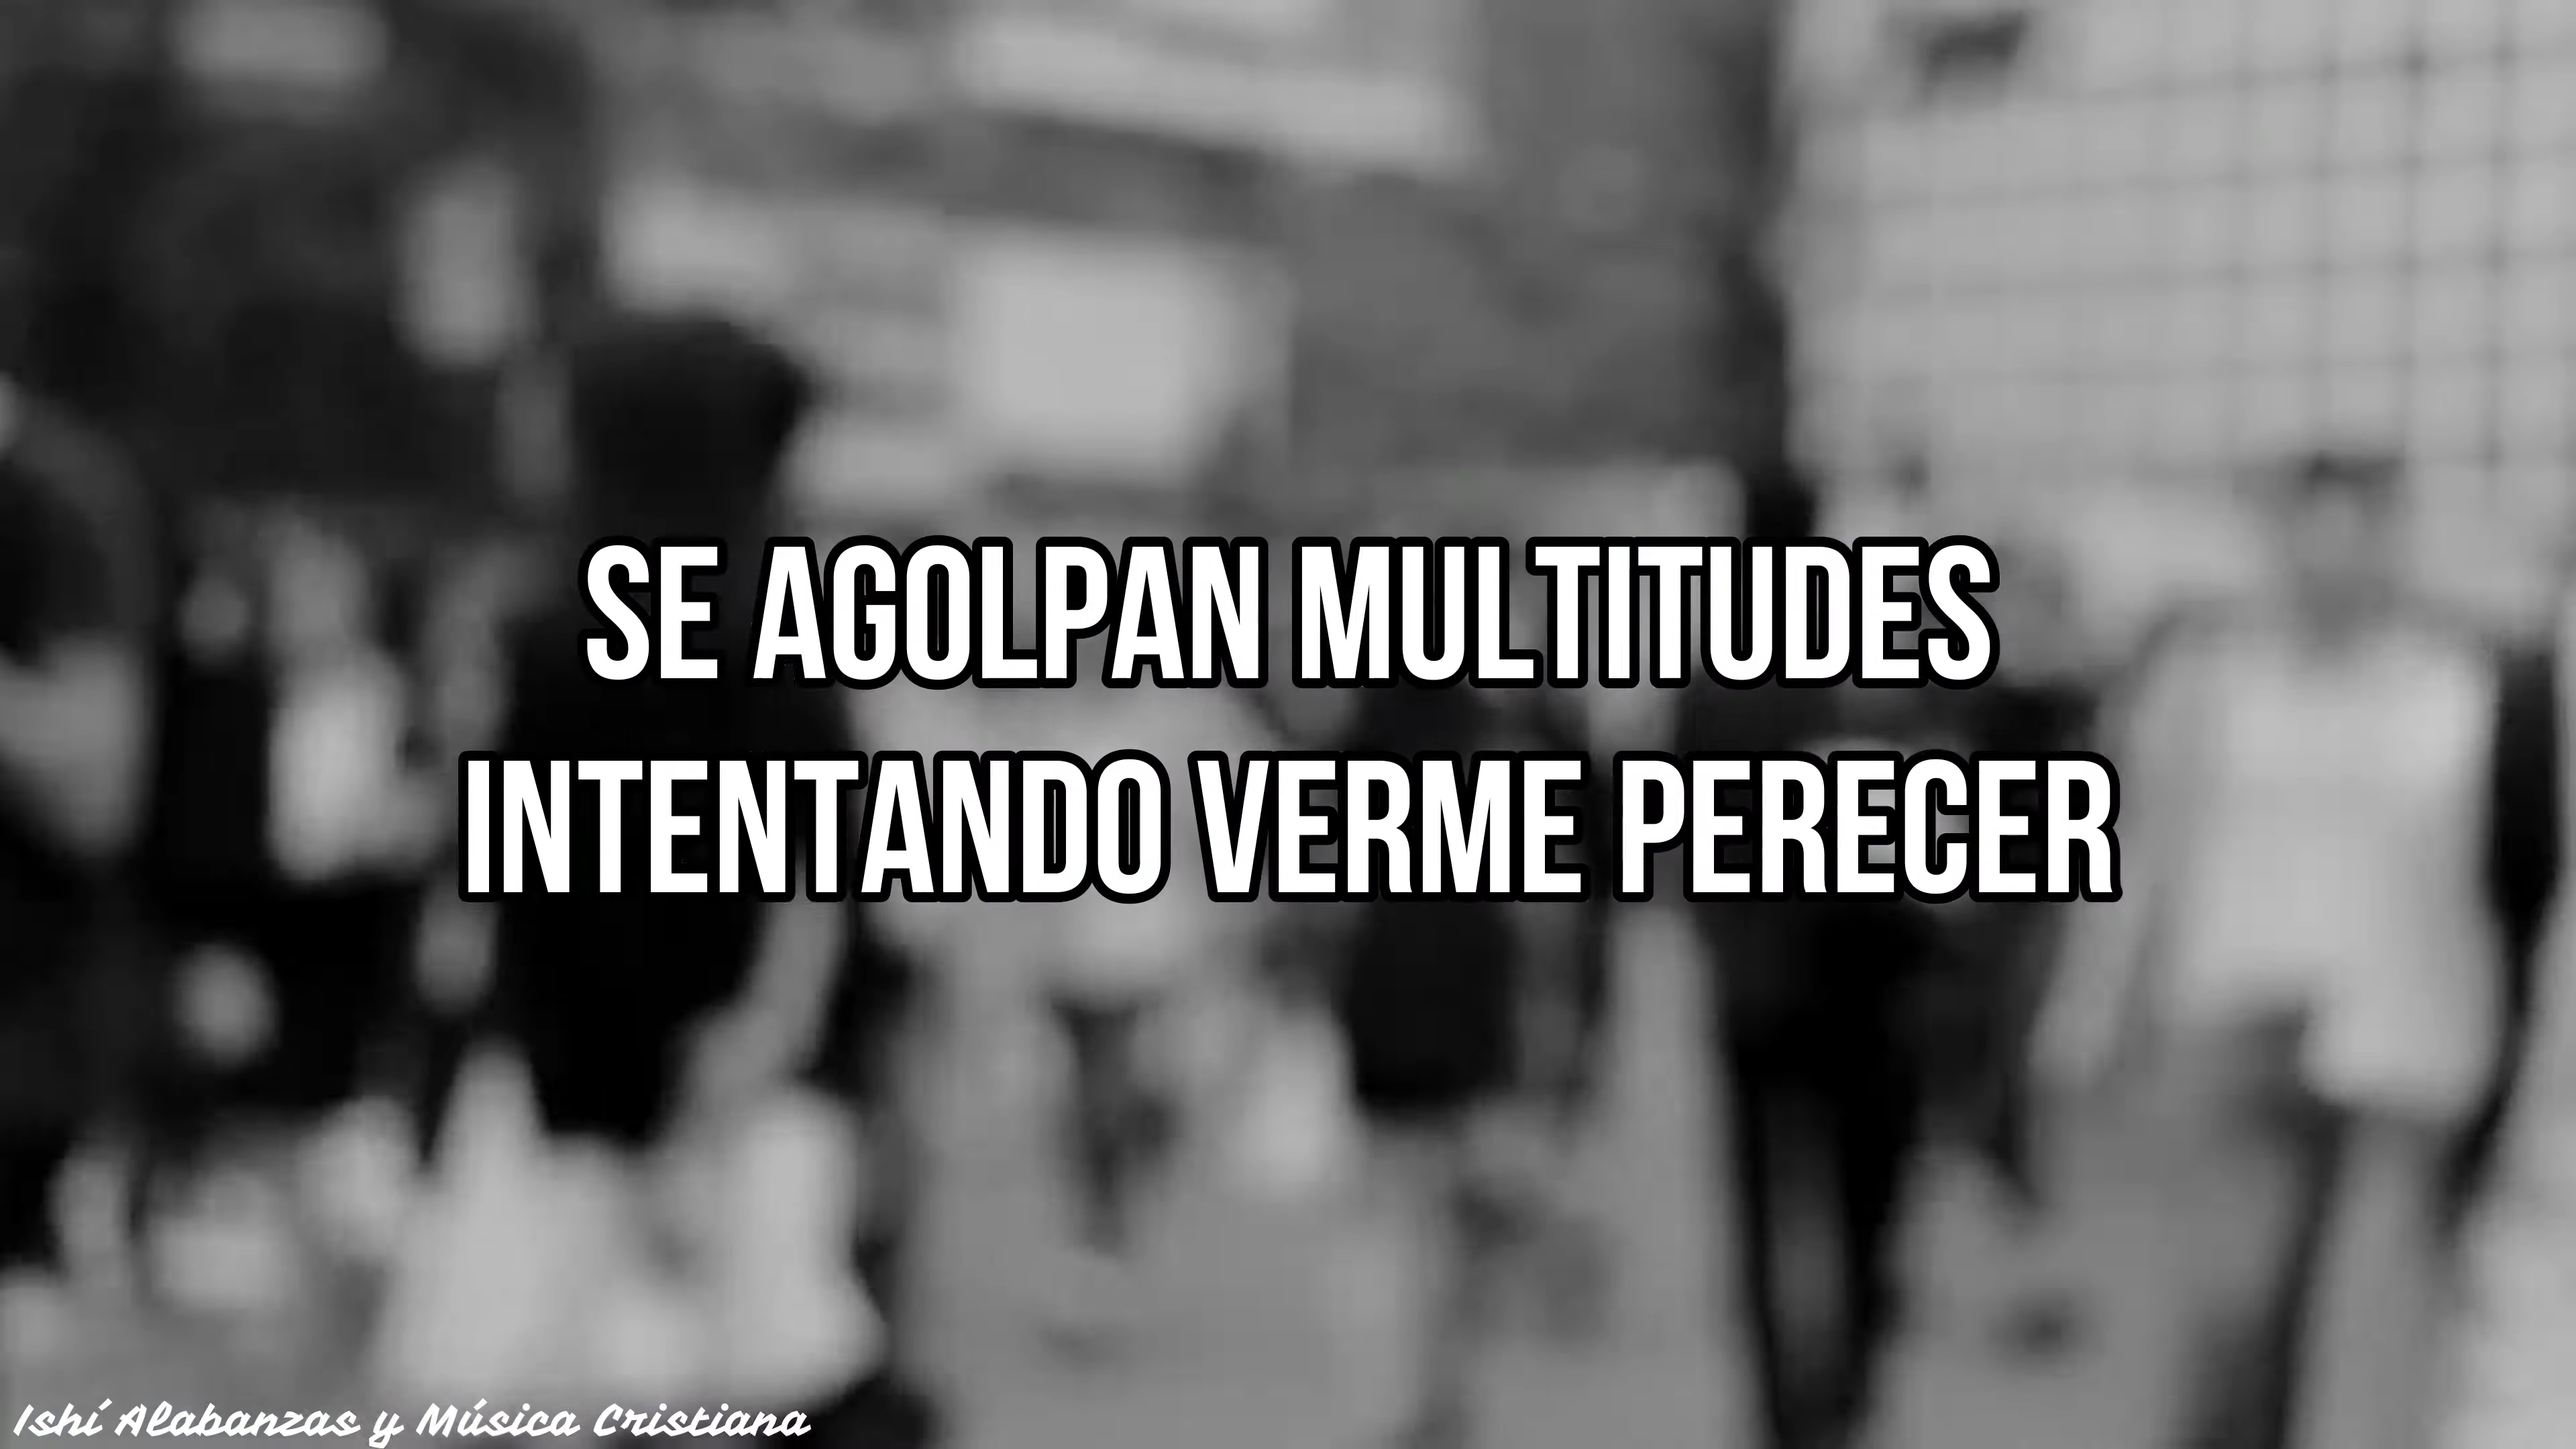 SE AGOLPAN MULTITUDES
INTENTANDO VERME PERECER
Ishí Alabanzas y Música Cristiana